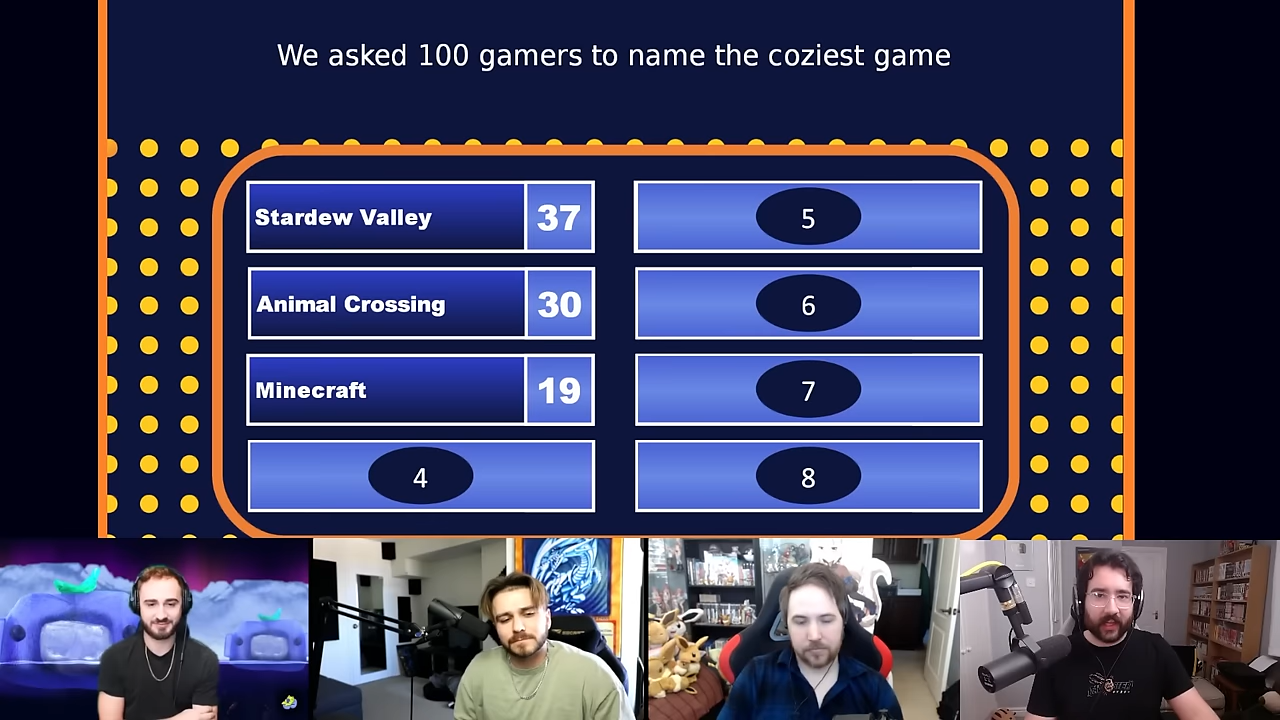 We asked 100 gamers to name the coziest game
Stardew Valley 37
5
Animal Crossing 30
6
Minecraft 19
7
4
8